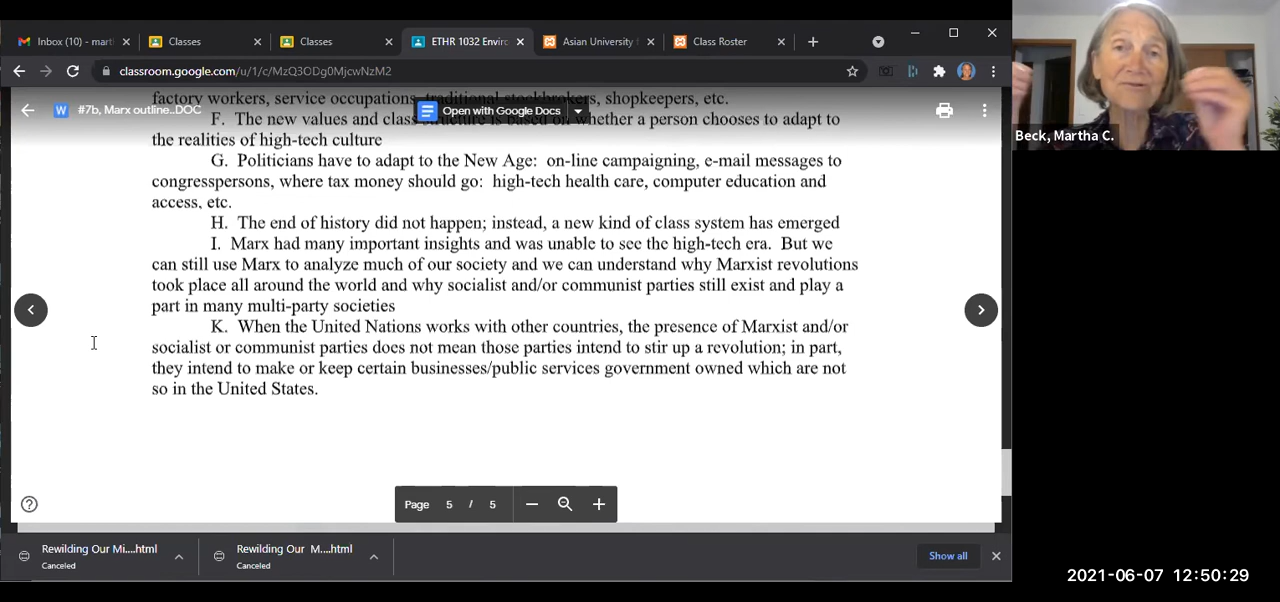 Inbox (10) - mart
Classes
Classes
ETHR 1032 Enviro
Asian University f
Class Roster
classroom.google.com/u/1/c/MzQ3ODg0MjcwNzM2
factory workers, service occupations, traditional stockbrokers, shopkeepers, etc.
#7b, Marx outline..DOC
Open with Google Docs
F. The new values and class structure is based on whether a person chooses to adapt to
the realities of high-tech culture
G. Politicians have to adapt to the New Age: on-line campaigning, e-mail messages to
congresspersons, where tax money should go: high-tech health care, computer education and
access, etc.
H. The end of history did not happen; instead, a new kind of class system has emerged
I. Marx had many important insights and was unable to see the high-tech era. But we
can still use Marx to analyze much of our society and we can understand why Marxist revolutions
took place all around the world and why socialist and/or communist parties still exist and play a
part in many multi-party societies
K. When the United Nations works with other countries, the presence of Marxist and/or
socialist or communist parties does not mean those parties intend to stir up a revolution; in part,
they intend to make or keep certain businesses/public services government owned which are not
so in the United States.
Page 5 / 5
Rewilding Our Mi....html
Canceled
Rewilding Our M....html
Canceled
Show all
Beck, Martha C.
2021-06-07 12:50:29